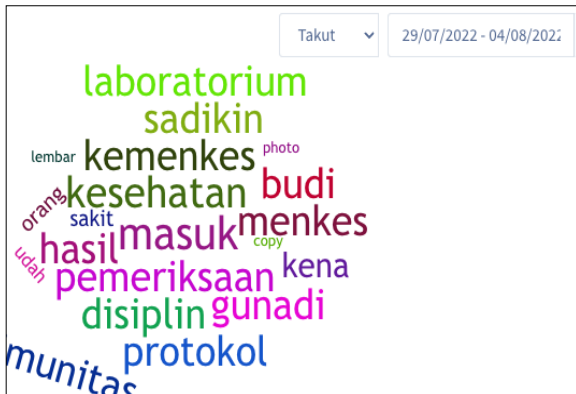 Takut
29/07/2022 - 04/08/2022
laboratorium
sadikin
lembar
kemenkes
photo
orang
kesehatan
budi
sakit
masuk
menkes
udah
hasil
copy
pemeriksaan
kena
disiplin
gunadi
protokol
munitas